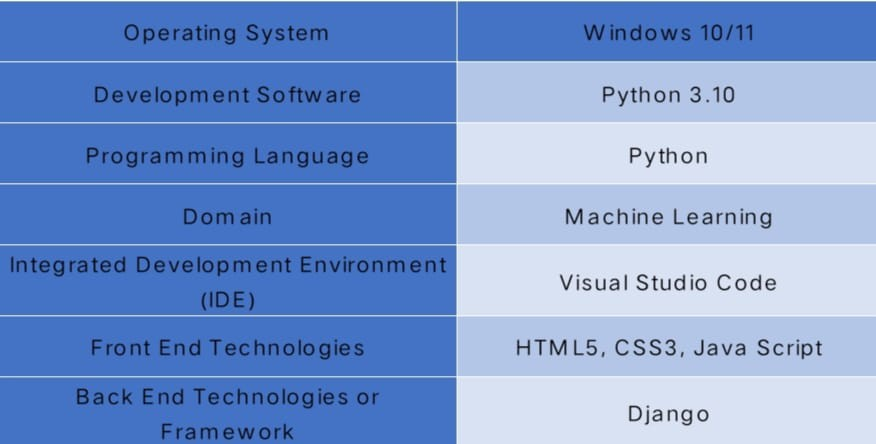 Operating System
Windows 10/11
Development Software
Python 3.10
Programming Language
Python
Domain
Machine Learning
Integrated Development Environment
(IDE)
Visual Studio Code
Front End Technologies
HTML5, CSS3, Java Script
Back End Technologies or
Framework
Django